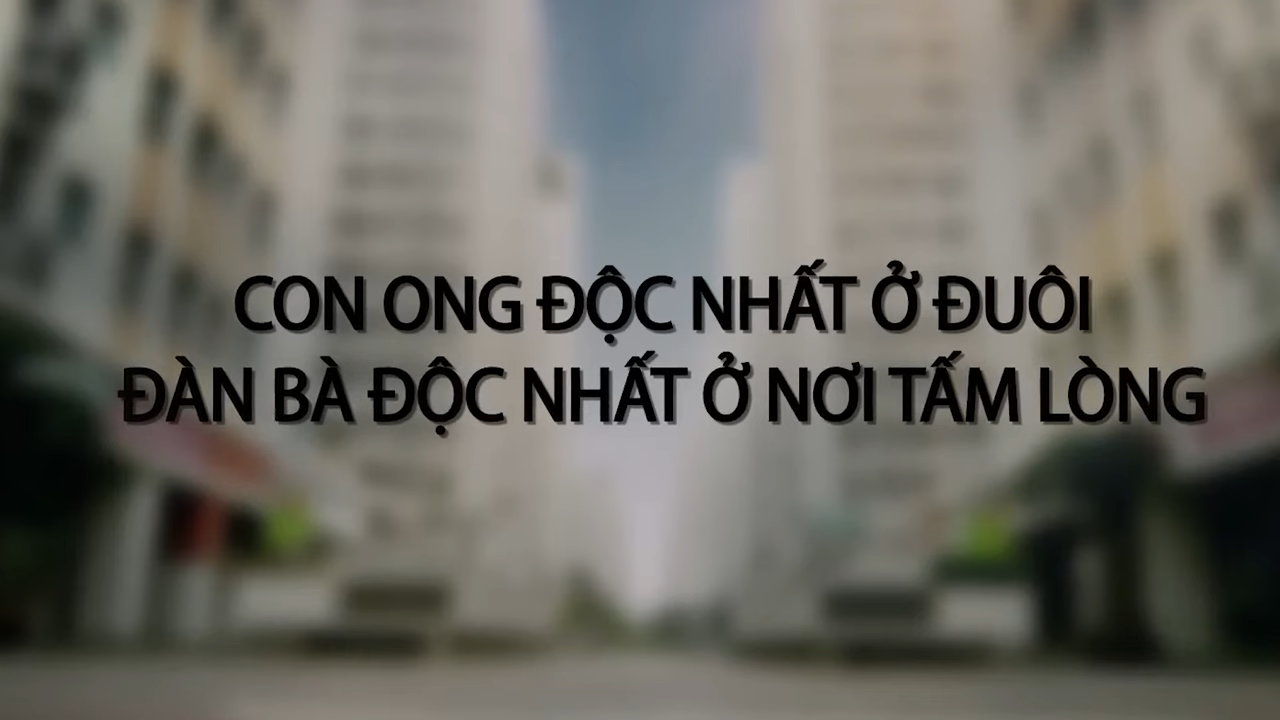 CON ONG ĐỘC NHẤT Ở ĐUÔI
ĐÀN BÀ ĐỘC NHẤT Ở NƠI TẤM LÒNG